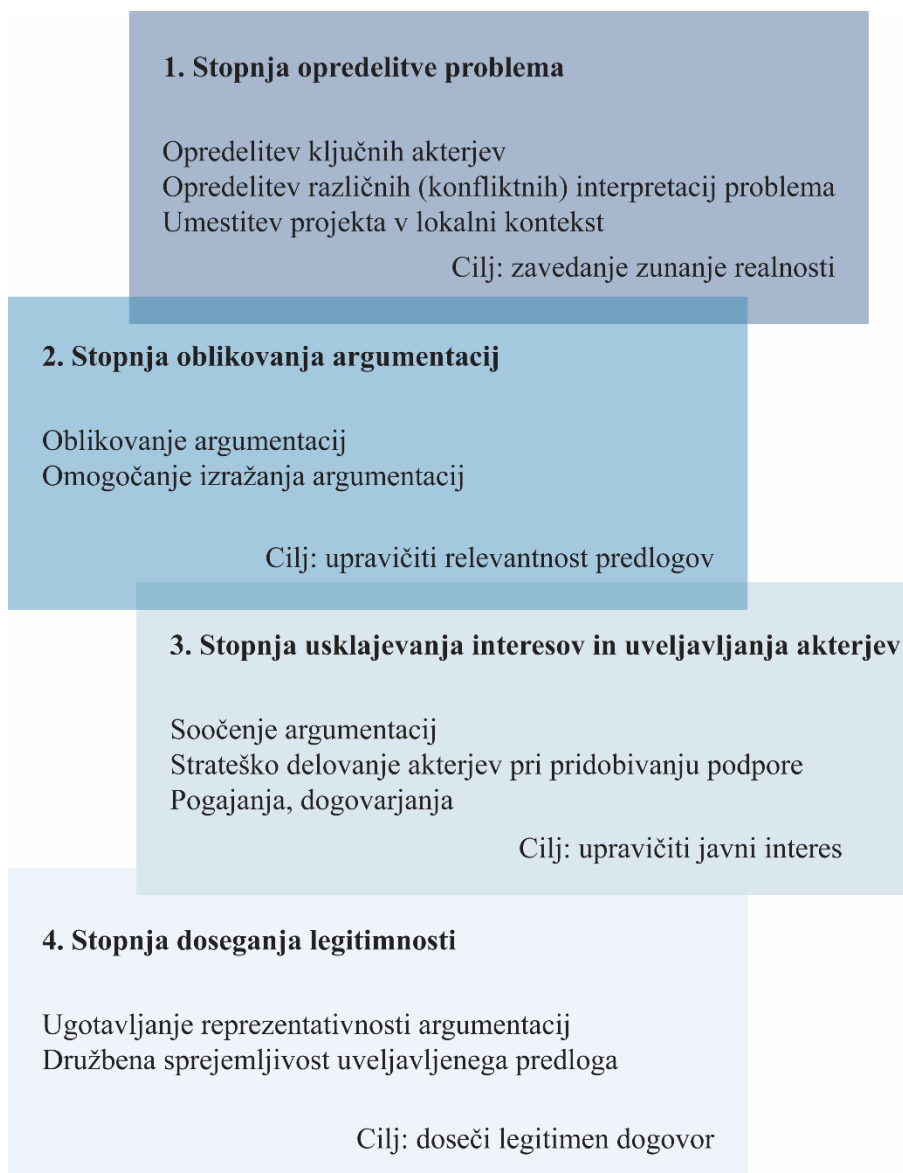 1. Stopnja opredelitve problema
Opredelitev ključnih akterjev
Opredelitev različnih (konfliktnih) interpretacij problema
Umestitev projekta v lokalni kontekst
Cilj: zavedanje zunanje realnosti
2. Stopnja oblikovanja argumentacij
Oblikovanje argumentacij
Omogočanje izražanja argumentacij
Cilj: upravičiti relevantnost predlogov
3. Stopnja usklajevanja interesov in uveljavljanja akterjev
Soočenje argumentacij
Strateško delovanje akterjev pri pridobivanju podpore
Pogajanja, dogovarjanja
Cilj: upravičiti javni interes
4. Stopnja doseganja legitimnosti
Ugotavljanje reprezentativnosti argumentacij
Družbena sprejemljivost uveljavljenega predloga
Cilj: doseči legitimen dogovor